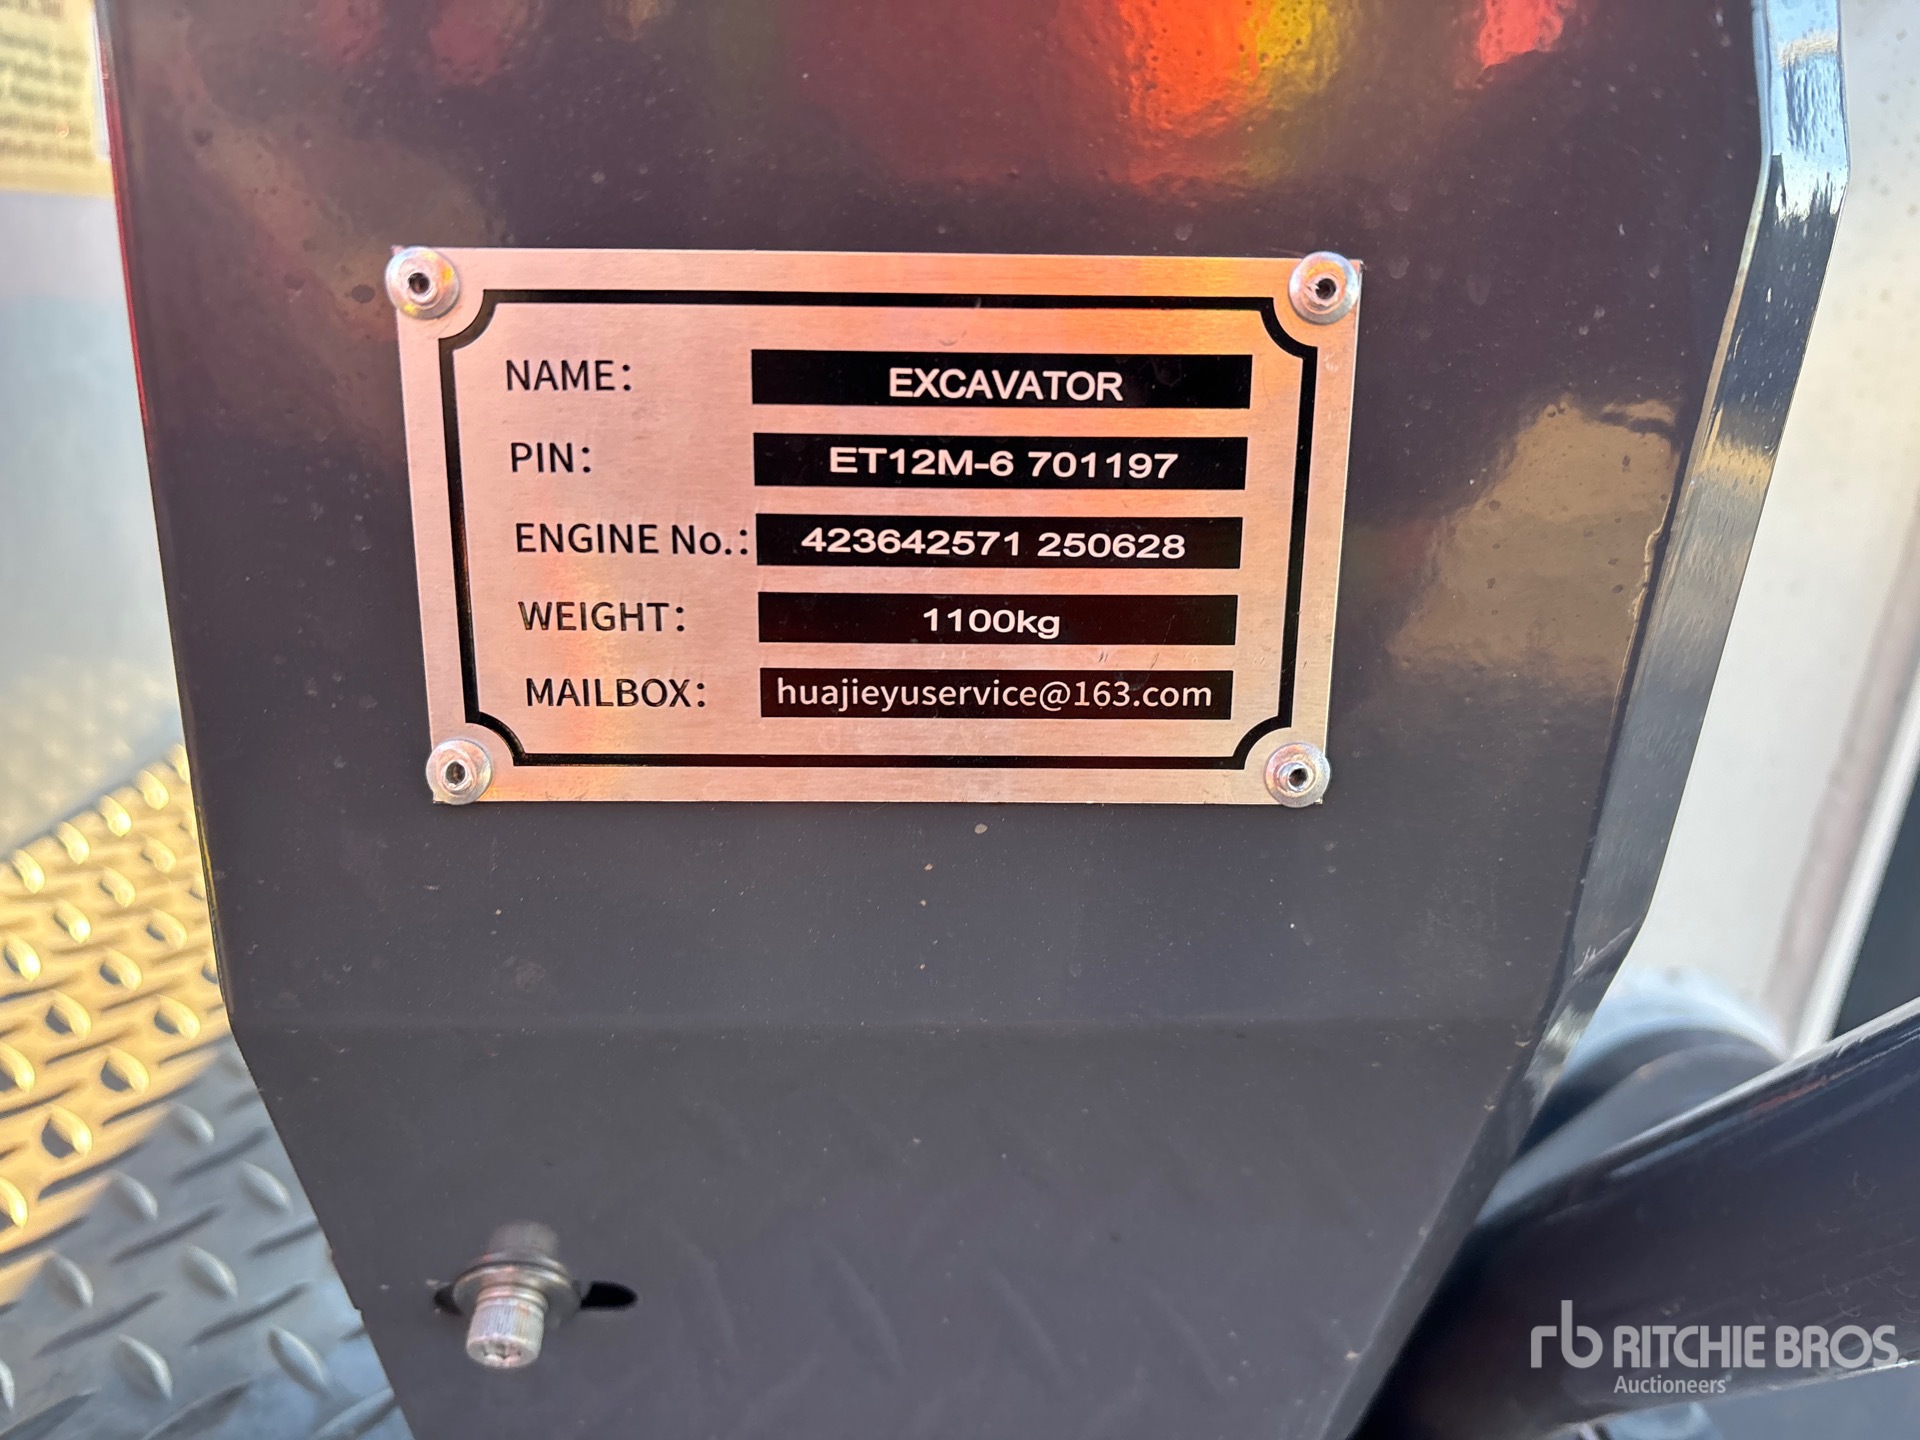 NAME: EXCAVATOR
PIN: ET12M-6 701197
ENGINE No.: 423642571 250628
WEIGHT: 1100kg
MAILBOX: huajieyuservice@163.com
rb RITCHIE BROS.
Auctioneers